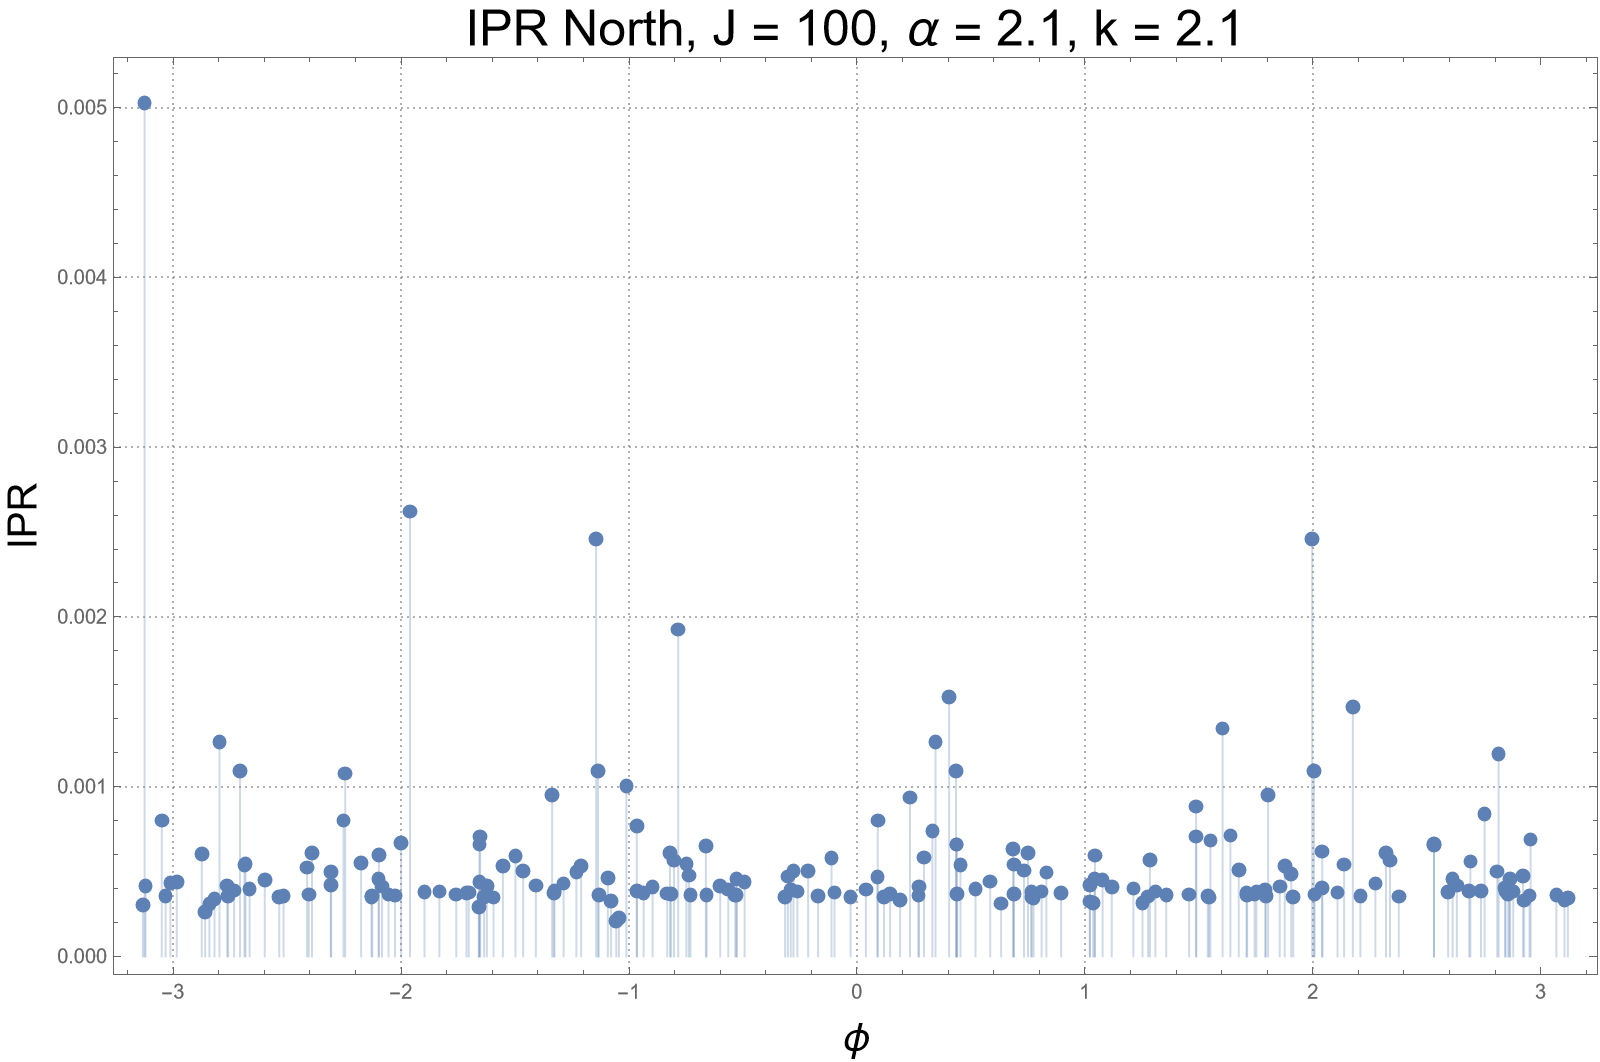 IPR North, J = 100, α = 2.1, k = 2.1
0.005
0.004
0.003
IPR
0.002
0.001
0.000
−3 −2 −1 0 1 2 3
ϕ